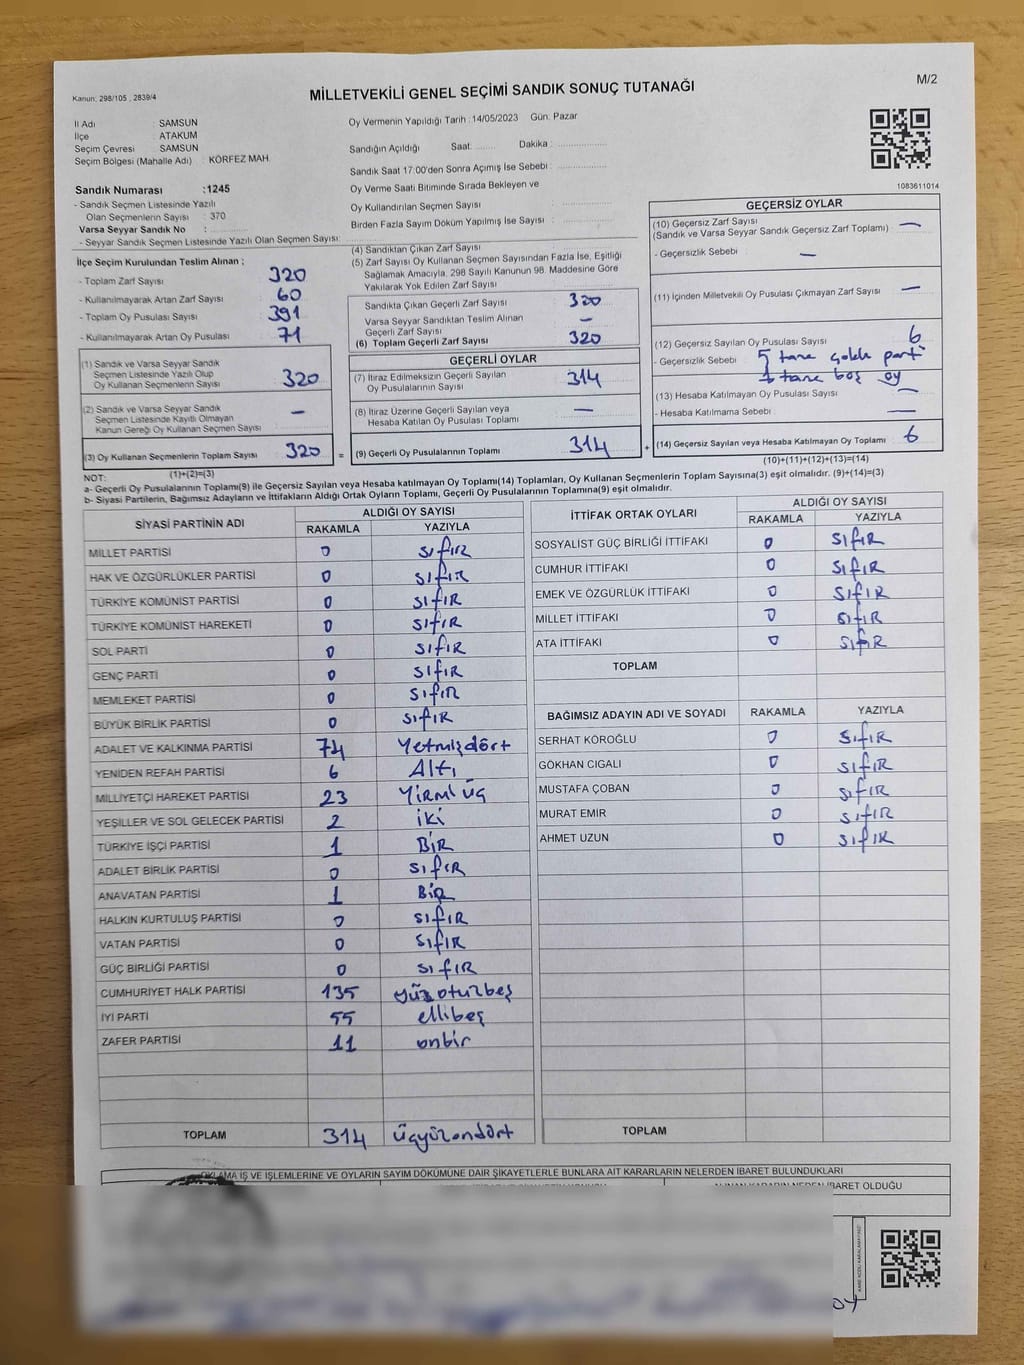 Kanun: 298/105 , 2839/4
MİLLETVEKİLİ GENEL SEÇİMİ SANDIK SONUÇ TUTANAĞI
M/2
İl Adı : SAMSUN
İlçe : ATAKUM
Seçim Çevresi : SAMSUN
Seçim Bölgesi (Mahalle Adı) : KÖRFEZ MAH.
Sandık Numarası :1245
- Sandık Seçmen Listesinde Yazılı
Olan Seçmenlerin Sayısı : 370
Varsa Seyyar Sandık No :
- Seyyar Sandık Seçmen Listesinde Yazılı Olan Seçmen Sayısı:
Oy Vermenin Yapıldığı Tarih :14/05/2023 Gün: Pazar
Sandığın Açıldığı Saat: ........ Dakika: ................
Sandık Saat 17:00'den Sonra Açımış İse Sebebi: ................
Oy Verme Saati Bitiminde Sırada Bekleyen ve
Oy Kullandırılan Seçmen Sayısı : ................
Birden Fazla Sayım Döküm Yapılmış İse Sayısı : ................
1083611014
İlçe Seçim Kurulundan Teslim Alınan ;
- Toplam Zarf Sayısı : 320
- Kullanılmayarak Artan Zarf Sayısı : 60
- Toplam Oy Pusulası Sayısı : 391
- Kullanılmayarak Artan Oy Pusulası : 71
(1) Sandık ve Varsa Seyyar Sandık
Seçmen Listesinde Yazılı Olup
Oy Kullanan Seçmenlerin Sayısı : 320
(2) Sandık ve Varsa Seyyar Sandık
Seçmen Listesinde Kayıtlı Olmayan
Kanun Gereği Oy Kullanan Seçmen Sayısı : —
(3) Oy Kullanan Seçmenlerin Toplam Sayısı : 320
(1)+(2)=(3)
(4) Sandıktan Çıkan Zarf Sayısı :
(5) Zarf Sayısı Oy Kullanan Seçmen Sayısından Fazla İse, Eşitliği
Sağlamak Amacıyla, 298 Sayılı Kanunun 98. Maddesine Göre
Yakılarak Yok Edilen Zarf Sayısı :
Sandıkta Çıkan Geçerli Zarf Sayısı : 320
Varsa Seyyar Sandıktan Teslim Alınan
Geçerli Zarf Sayısı : —
(6) Toplam Geçerli Zarf Sayısı : 320
GEÇERLİ OYLAR
(7) İtiraz Edilmeksizin Geçerli Sayılan
Oy Pusulalarının Sayısı : 314
(8) İtiraz Üzerine Geçerli Sayılan veya
Hesaba Katılan Oy Pusulası Toplamı : —
= (9) Geçerli Oy Pusulalarının Toplamı : 314 +
GEÇERSİZ OYLAR
(10) Geçersiz Zarf Sayısı : —
(Sandık ve Varsa Seyyar Sandık Geçersiz Zarf Toplamı)
- Geçersizlik Sebebi : —
(11) İçinden Milletvekili Oy Pusulası Çıkmayan Zarf Sayısı : —
(12) Geçersiz Sayılan Oy Pusulası Sayısı : 6
- Geçersizlik Sebebi : 5 tane çoklu parti
1 tane boş oy
(13) Hesaba Katılmayan Oy Pusulası Sayısı : —
- Hesaba Katılmama Sebebi : —
(14) Geçersiz Sayılan veya Hesaba Katılmayan Oy Toplamı : 6
(10)+(11)+(12)+(13)=(14)
NOT:
a- Geçerli Oy Pusulalarının Toplamı(9) ile Geçersiz Sayılan veya Hesaba katılmayan Oy Toplamı(14) Toplamları, Oy Kullanan Seçmenlerin Toplam Sayısına(3) eşit olmalıdır. (9)+(14)=(3)
b- Siyasi Partilerin, Bağımsız Adayların ve İttifakların Aldığı Ortak Oyların Toplamı, Geçerli Oy Pusulalarının Toplamına(9) eşit olmalıdır.
SİYASİ PARTİNİN ADI ALDIĞI OY SAYISI
RAKAMLA YAZIYLA
MİLLET PARTİSİ 0 SıfıR
HAK VE ÖZGÜRLÜKLER PARTİSİ 0 SıfıR
TÜRKİYE KOMÜNİST PARTİSİ 0 SıfıR
TÜRKİYE KOMÜNİST HAREKETİ 0 SıfıR
SOL PARTİ 0 SıfıR
GENÇ PARTİ 0 SıfıR
MEMLEKET PARTİSİ 0 SıfıR
BÜYÜK BİRLİK PARTİSİ 0 SıfıR
ADALET VE KALKINMA PARTİSİ 74 Yetmişdört
YENİDEN REFAH PARTİSİ 6 Altı
MİLLİYETÇİ HAREKET PARTİSİ 23 Yirmi üç
YEŞİLLER VE SOL GELECEK PARTİSİ 2 iki
TÜRKİYE İŞÇİ PARTİSİ 1 BİR
ADALET BİRLİK PARTİSİ 0 SıfıR
ANAVATAN PARTİSİ 1 BİR
HALKIN KURTULUŞ PARTİSİ 0 SıfıR
VATAN PARTİSİ 0 SıfıR
GÜÇ BİRLİĞİ PARTİSİ 0 SıfıR
CUMHURİYET HALK PARTİSİ 135 yüzotuzbeş
İYİ PARTİ 55 ellibeş
ZAFER PARTİSİ 11 onbir
TOPLAM 314 üçyüzondört
İTTİFAK ORTAK OYLARI ALDIĞI OY SAYISI
RAKAMLA YAZIYLA
SOSYALİST GÜÇ BİRLİĞİ İTTİFAKI 0 SıfıR
CUMHUR İTTİFAKI 0 SıfıR
EMEK VE ÖZGÜRLÜK İTTİFAKI 0 SıfıR
MİLLET İTTİFAKI 0 SıfıR
ATA İTTİFAKI 0 SıfıR
TOPLAM
BAĞIMSIZ ADAYIN ADI VE SOYADI RAKAMLA YAZIYLA
SERHAT KÖROĞLU 0 SıfıR
GÖKHAN CIGALI 0 SıfıR
MUSTAFA ÇOBAN 0 SıfıR
MURAT EMİR 0 SıfıR
AHMET UZUN 0 SıfıR
TOPLAM
İŞ VE İŞLEMLERİNE VE OYLARIN SAYIM DÖKÜMÜNE DAİR ŞİKAYETLERLE BUNLARA AİT KARARLARIN NELERDEN İBARET BULUNDUKLARI
ALINAN KARARIN NEDEN İBARET OLDUĞU